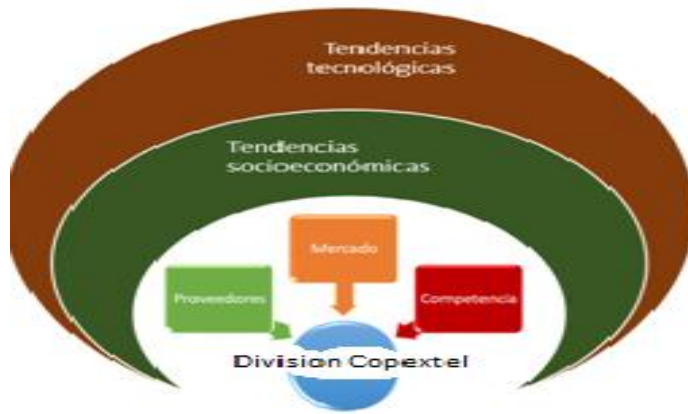 Tendencias
tecnológicas
Tendencias
socioeconómicas
Mercado
Proveedores
Competencia
Division Copextel